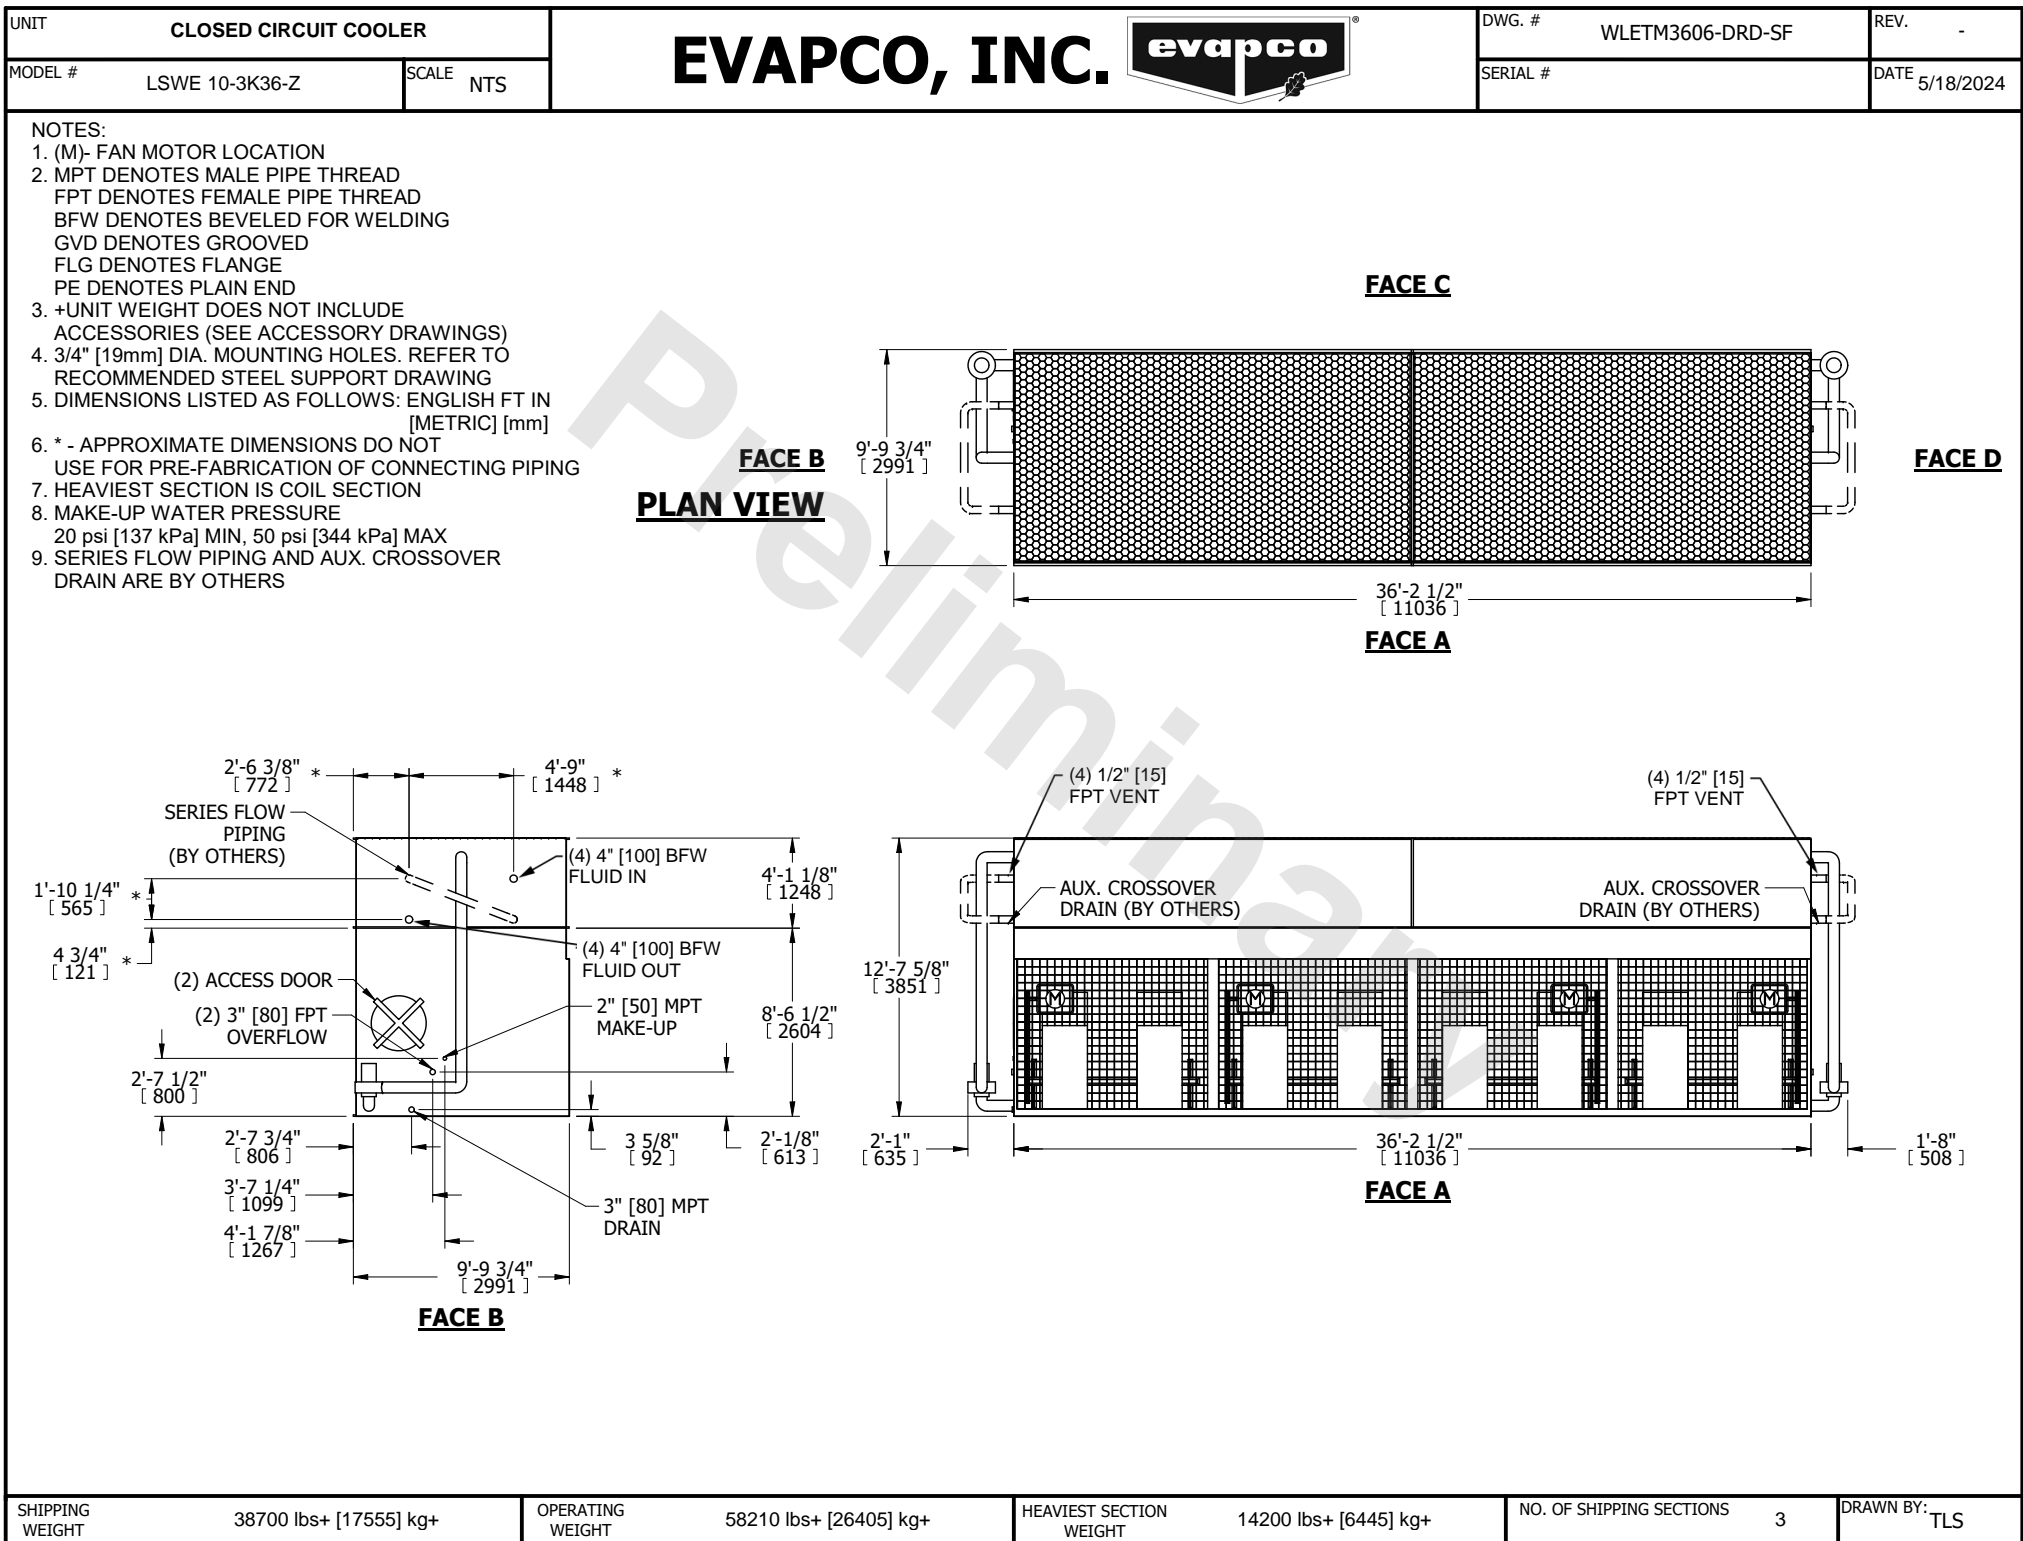 UNIT
CLOSED CIRCUIT COOLER
MODEL #
LSWE 10-3K36-Z
SCALE
NTS
EVAPCO, INC.
evapco
®
DWG. #
WLETM3606-DRD-SF
REV.
-
SERIAL #
DATE
5/18/2024
NOTES:
1. (M)- FAN MOTOR LOCATION
2. MPT DENOTES MALE PIPE THREAD
FPT DENOTES FEMALE PIPE THREAD
BFW DENOTES BEVELED FOR WELDING
GVD DENOTES GROOVED
FLG DENOTES FLANGE
PE DENOTES PLAIN END
3. +UNIT WEIGHT DOES NOT INCLUDE
ACCESSORIES (SEE ACCESSORY DRAWINGS)
4. 3/4" [19mm] DIA. MOUNTING HOLES. REFER TO
RECOMMENDED STEEL SUPPORT DRAWING
5. DIMENSIONS LISTED AS FOLLOWS: ENGLISH FT IN
[METRIC] [mm]
6. * - APPROXIMATE DIMENSIONS DO NOT
USE FOR PRE-FABRICATION OF CONNECTING PIPING
7. HEAVIEST SECTION IS COIL SECTION
8. MAKE-UP WATER PRESSURE
20 psi [137 kPa] MIN, 50 psi [344 kPa] MAX
9. SERIES FLOW PIPING AND AUX. CROSSOVER
DRAIN ARE BY OTHERS
Preliminary
FACE C
FACE B
PLAN VIEW
9'-9 3/4"
[ 2991 ]
FACE D
36'-2 1/2"
[ 11036 ]
FACE A
2'-6 3/8"
[ 772 ]
*
4'-9"
[ 1448 ]
*
SERIES FLOW
PIPING
(BY OTHERS)
(4) 4" [100] BFW
FLUID IN
1'-10 1/4"
[ 565 ]
*
4'-1 1/8"
[ 1248 ]
4 3/4"
[ 121 ]
*
(4) 4" [100] BFW
FLUID OUT
(2) ACCESS DOOR
(2) 3" [80] FPT
OVERFLOW
2" [50] MPT
MAKE-UP
8'-6 1/2"
[ 2604 ]
2'-7 1/2"
[ 800 ]
2'-7 3/4"
[ 806 ]
3 5/8"
[ 92 ]
2'-1/8"
[ 613 ]
3'-7 1/4"
[ 1099 ]
3" [80] MPT
DRAIN
4'-1 7/8"
[ 1267 ]
9'-9 3/4"
[ 2991 ]
FACE B
(4) 1/2" [15]
FPT VENT
(4) 1/2" [15]
FPT VENT
AUX. CROSSOVER
DRAIN (BY OTHERS)
AUX. CROSSOVER
DRAIN (BY OTHERS)
12'-7 5/8"
[ 3851 ]
M
M
M
M
2'-1"
[ 635 ]
36'-2 1/2"
[ 11036 ]
1'-8"
[ 508 ]
FACE A
SHIPPING
WEIGHT
38700 lbs+ [17555] kg+
OPERATING
WEIGHT
58210 lbs+ [26405] kg+
HEAVIEST SECTION
WEIGHT
14200 lbs+ [6445] kg+
NO. OF SHIPPING SECTIONS
3
DRAWN BY:
TLS